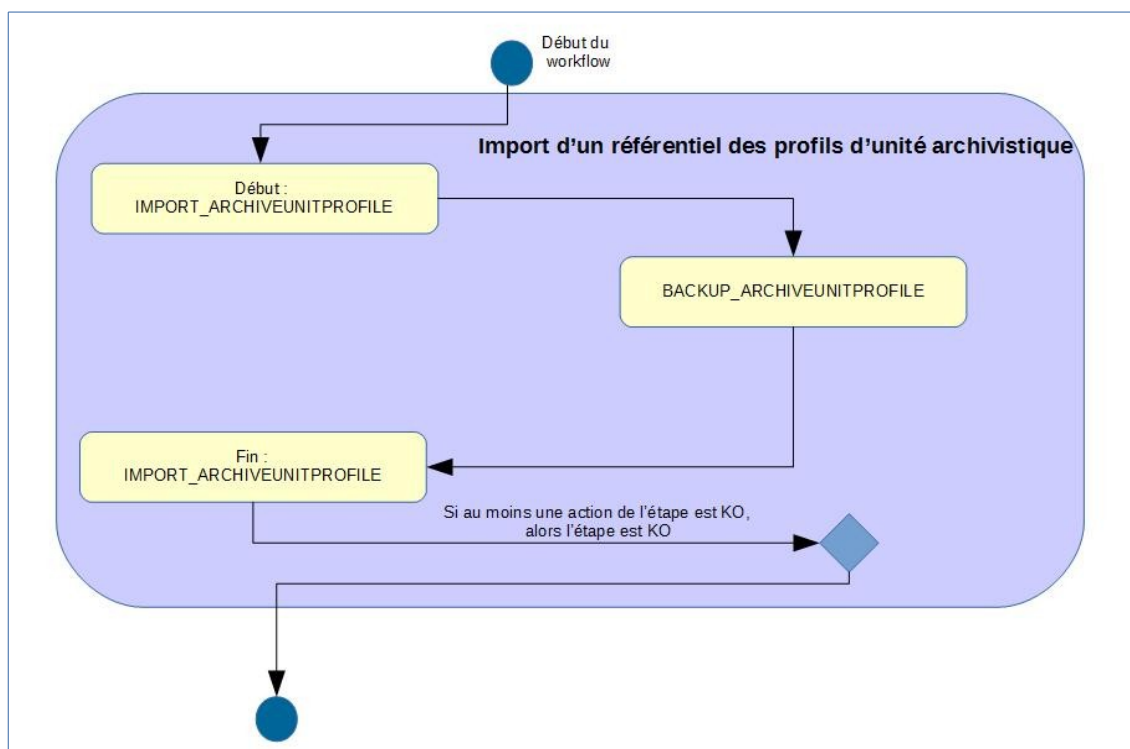 Début du
workflow
Import d’un référentiel des profils d’unité archivistique
Début :
IMPORT_ARCHIVEUNITPROFILE
BACKUP_ARCHIVEUNITPROFILE
Fin :
IMPORT_ARCHIVEUNITPROFILE
Si au moins une action de l’étape est KO,
alors l’étape est KO